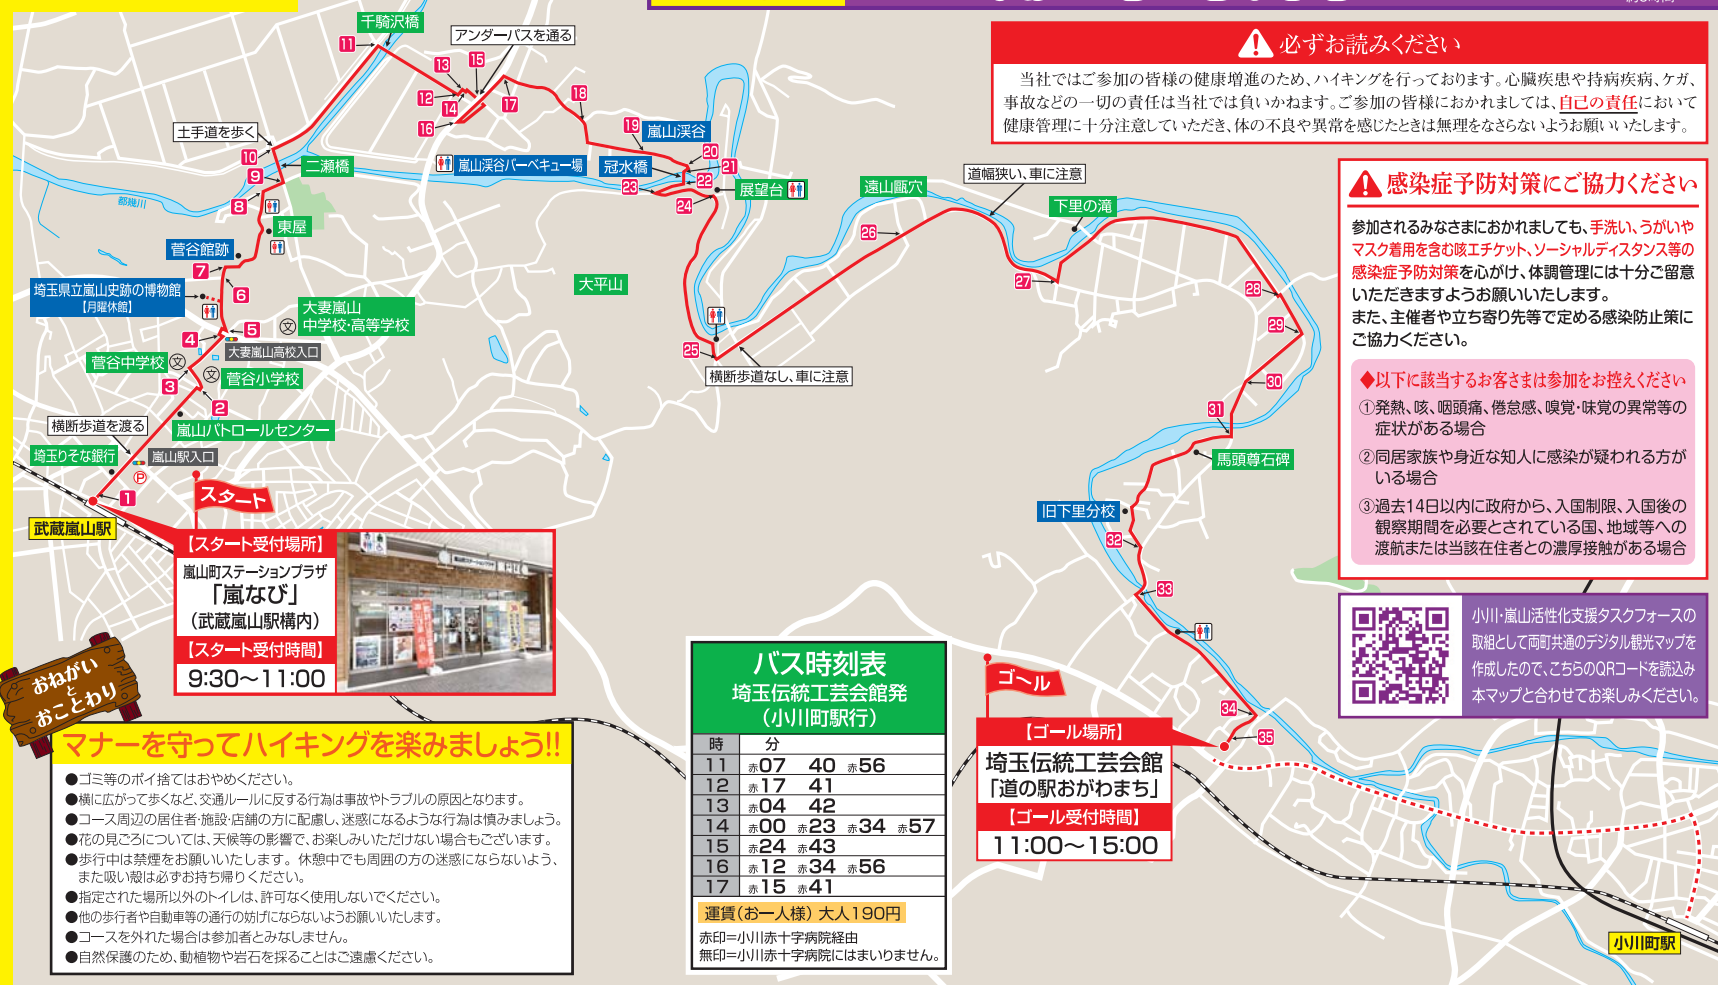 必ずお読みください
当社ではご参加の皆様の健康増進のため、ハイキングを行っております。心臓疾患や持病疾病、ケガ、
事故などの一切の責任は当社では負いかねます。ご参加の皆様におかれましては、自己の責任において
健康管理に十分注意していただき、体の不良や異常を感じたときは無理をなさらないようお願いいたします。
感染症予防対策にご協力ください
参加されるみなさまにおかれましても、手洗い、うがいや
マスク着用を含む咳エチケット、ソーシャルディスタンス等の
感染症予防対策を心がけ、体調管理には十分ご留意
いただきますようお願いいたします。
また、主催者や立ち寄り先等で定める感染防止策に
ご協力ください。
◆以下に該当するお客さまは参加をお控えください
①発熱、咳、咽頭痛、倦怠感、嗅覚・味覚の異常等の
症状がある場合
②同居家族や身近な知人に感染が疑われる方が
いる場合
③過去14日以内に政府から、入国制限、入国後の
観察期間を必要とされている国、地域等への
渡航または当該在住者との濃厚接触がある場合
小川・嵐山活性化支援タスクフォースの
取組として両町共通のデジタル観光マップを
作成したので、こちらのQRコードを読込み
本マップと合わせてお楽しみください。
千騎沢橋
11
アンダーパスを通る
13
15
12
14
16
17
18
土手道を歩く
10
9
二瀬橋
8
都幾川
東屋
菅谷館跡
7
6
埼玉県立嵐山史跡の博物館
【月曜休館】
5
4
大妻嵐山
中学校・高等学校
文
大妻嵐山高校入口
菅谷中学校
文
3
文
菅谷小学校
2
嵐山パトロールセンター
横断歩道を渡る
埼玉りそな銀行
嵐山駅入口
P
1
武蔵嵐山駅
スタート
19
嵐山渓谷
嵐山渓谷バーベキュー場
冠水橋
20
21
22
23
24
展望台
大平山
25
横断歩道なし、車に注意
遠山甌穴
26
道幅狭い、車に注意
下里の滝
27
28
29
30
31
馬頭尊石碑
旧下里分校
32
33
34
35
ゴール
【スタート受付場所】
嵐山町ステーションプラザ
「嵐なび」
(武蔵嵐山駅構内)
【スタート受付時間】
9:30〜11:00
おねがい
と
おことわり
マナーを守ってハイキングを楽みましょう!!
●ゴミ等のポイ捨てはおやめください。
●横に広がって歩くなど、交通ルールに反する行為は事故やトラブルの原因となります。
●コース周辺の居住者・施設・店舗の方に配慮し、迷惑になるような行為は慎みましょう。
●花の見ごろについては、天候等の影響で、お楽しみいただけない場合もございます。
●歩行中は禁煙をお願いいたします。休憩中でも周囲の方の迷惑にならないよう、
また吸い殻は必ずお持ち帰りください。
●指定された場所以外のトイレは、許可なく使用しないでください。
●他の歩行者や自動車等の通行の妨げにならないようお願いいたします。
●コースを外れた場合は参加者とみなしません。
●自然保護のため、動植物や岩石を採ることはご遠慮ください。
バス時刻表
埼玉伝統工芸会館発
(小川町駅行)
時 分
11 赤07 40 赤56
12 赤17 41
13 赤04 42
14 赤00 赤23 赤34 赤57
15 赤24 赤43
16 赤12 赤34 赤56
17 赤15 赤41
運賃(お一人様) 大人190円
赤印=小川赤十字病院経由
無印=小川赤十字病院にはまいりません。
【ゴール場所】
埼玉伝統工芸会館
「道の駅おがわまち」
【ゴール受付時間】
11:00〜15:00
小川町駅